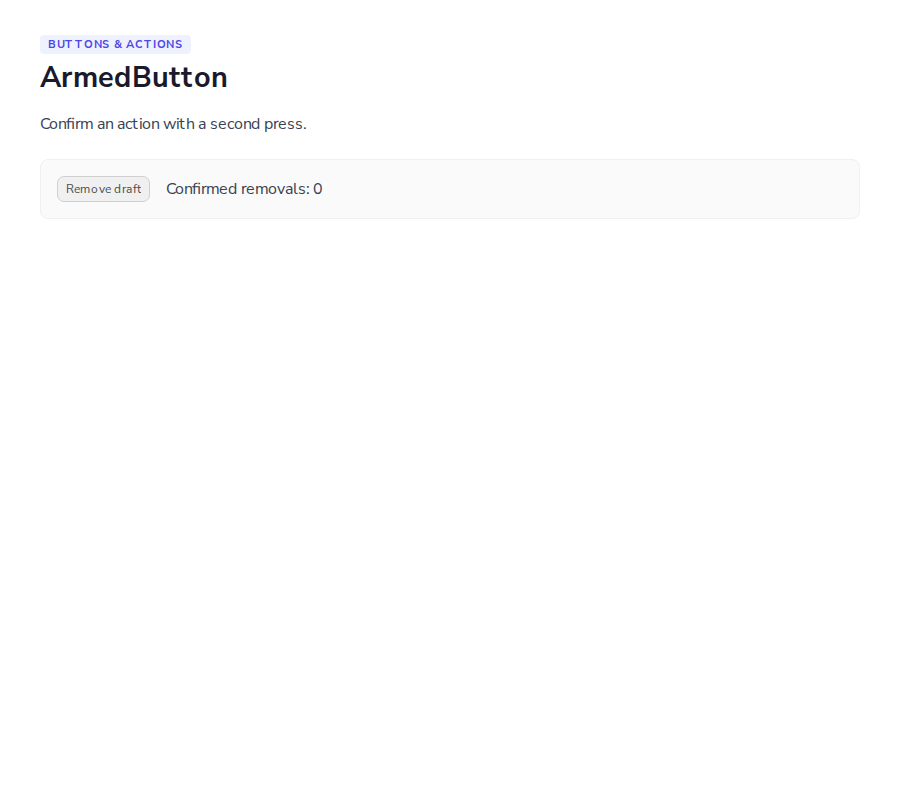 BUTTONS & ACTIONS
ArmedButton
Confirm an action with a second press.
Remove draft Confirmed removals: 0